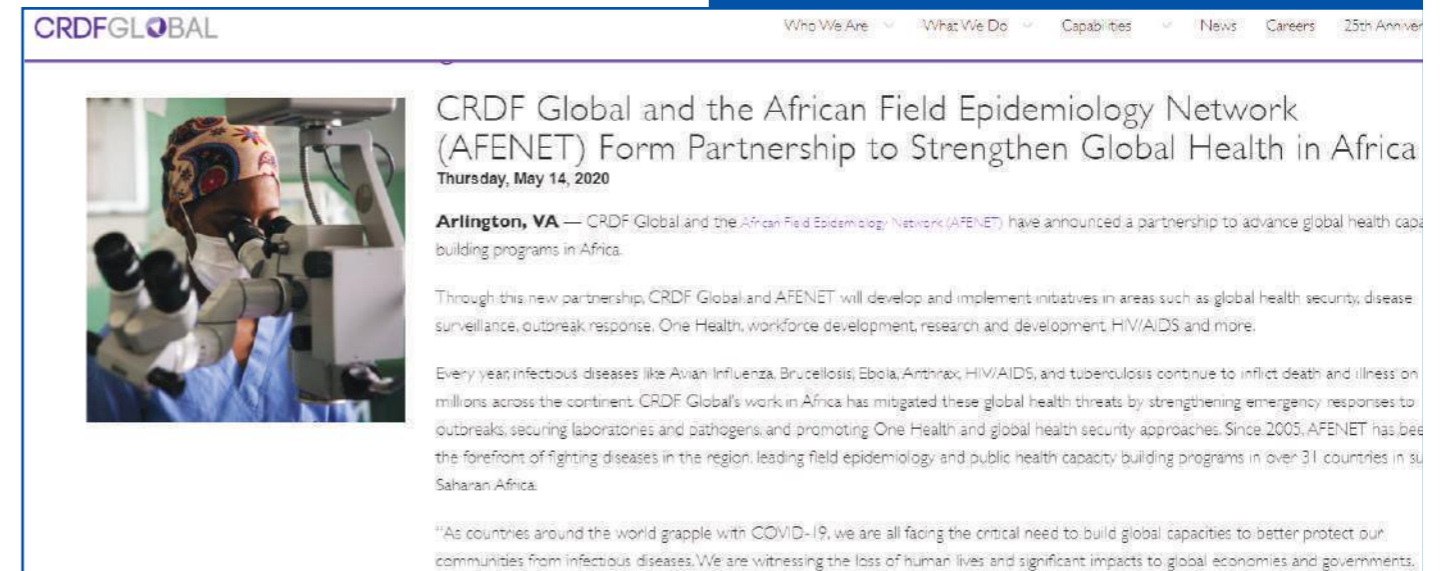 CRDFGLOBAL
Who We Are What We Do Capabilities News Careers 25th Anniver
CRDF Global and the African Field Epidemiology Network
(AFENET) Form Partnership to Strengthen Global Health in Africa
Thursday, May 14, 2020
Arlington, VA — CRDF Global and the African Field Epidemiology Network (AFENET) have announced a partnership to advance global health capa
building programs in Africa.
Through this new partnership, CRDF Global and AFENET will develop and implement initiatives in areas such as global health security, disease
surveillance, outbreak response, One Health, workforce development, research and development, HIV/AIDS and more.
Every year, infectious diseases like Avian Influenza, Brucellosis, Ebola, Anthrax, HIV/AIDS, and tuberculosis continue to inflict death and illness on
millions across the continent. CRDF Global's work in Africa has mitigated these global health threats by strengthening emergency responses to
outbreaks, securing laboratories and pathogens, and promoting One Health and global health security approaches. Since 2005, AFENET has bee
the forefront of fighting diseases in the region, leading field epidemiology and public health capacity building programs in over 31 countries in su
Saharan Africa.
"As countries around the world grapple with COVID-19, we are all facing the critical need to build global capacities to better protect our
communities from infectious diseases. We are witnessing the loss of human lives and significant impacts to global economies and governments.